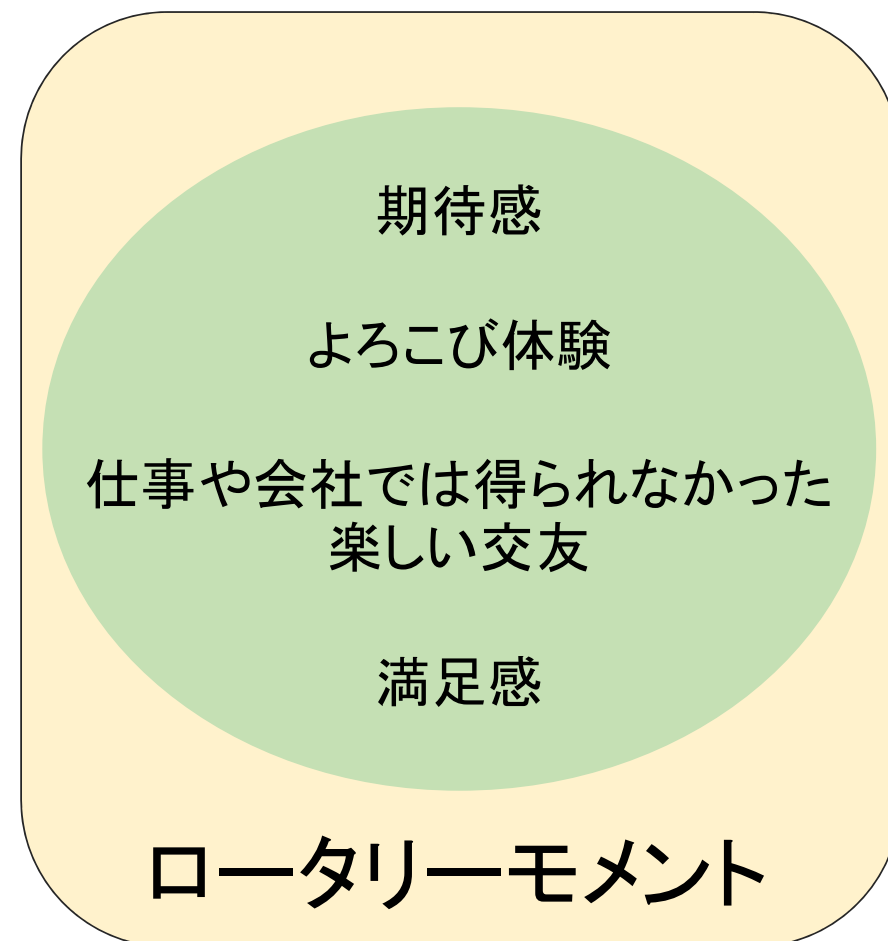 期待感
よろこび体験
仕事や会社では得られなかった
楽しい交友
満足感
ロータリーモメント